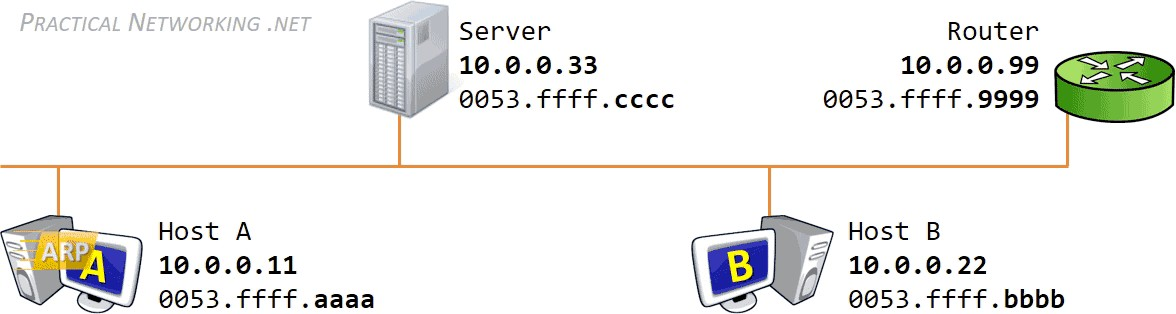 PRACTICAL NETWORKING .NET
Server
10.0.0.33
0053.ffff.cccc
Router
10.0.0.99
0053.ffff.9999
ARP
A
Host A
10.0.0.11
0053.ffff.aaaa
B
Host B
10.0.0.22
0053.ffff.bbbb